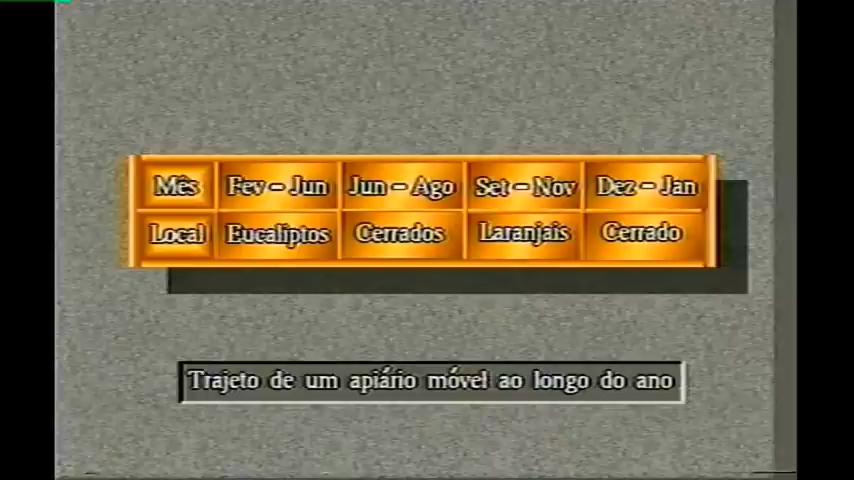 Mês Fev - Jun Jun - Ago Set - Nov Dez - Jan
Local Eucaliptos Cerrados Laranjais Cerrado
Trajeto de um apiário móvel ao longo do ano